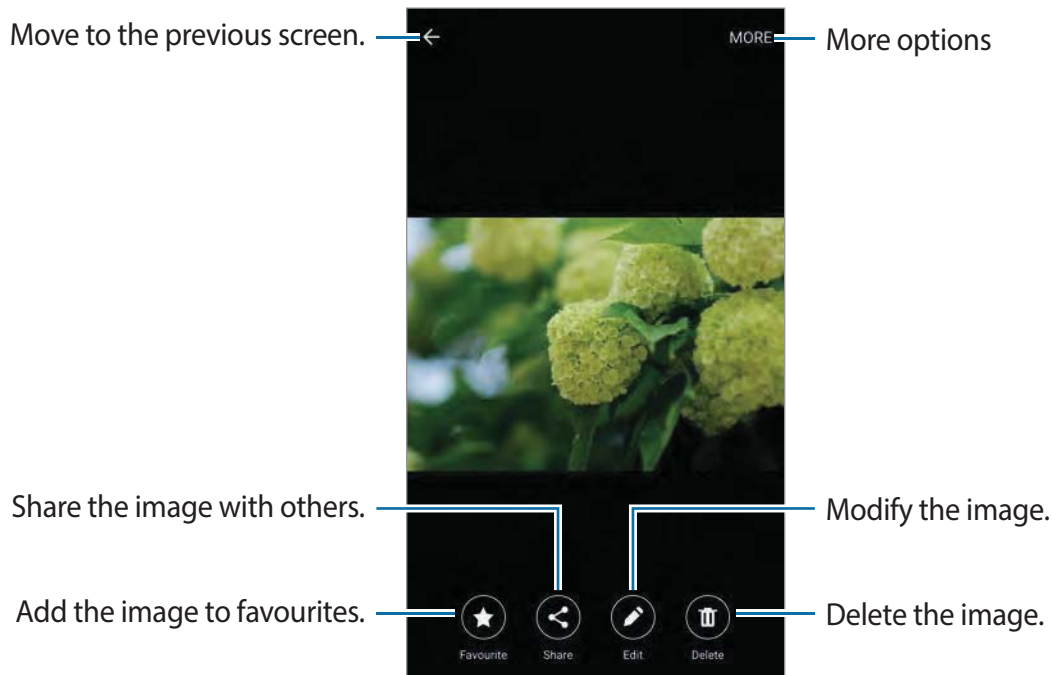 Move to the previous screen.
MORE
More options
Share the image with others.
Modify the image.
Add the image to favourites.
Delete the image.
Favourite
Share
Edit
Delete